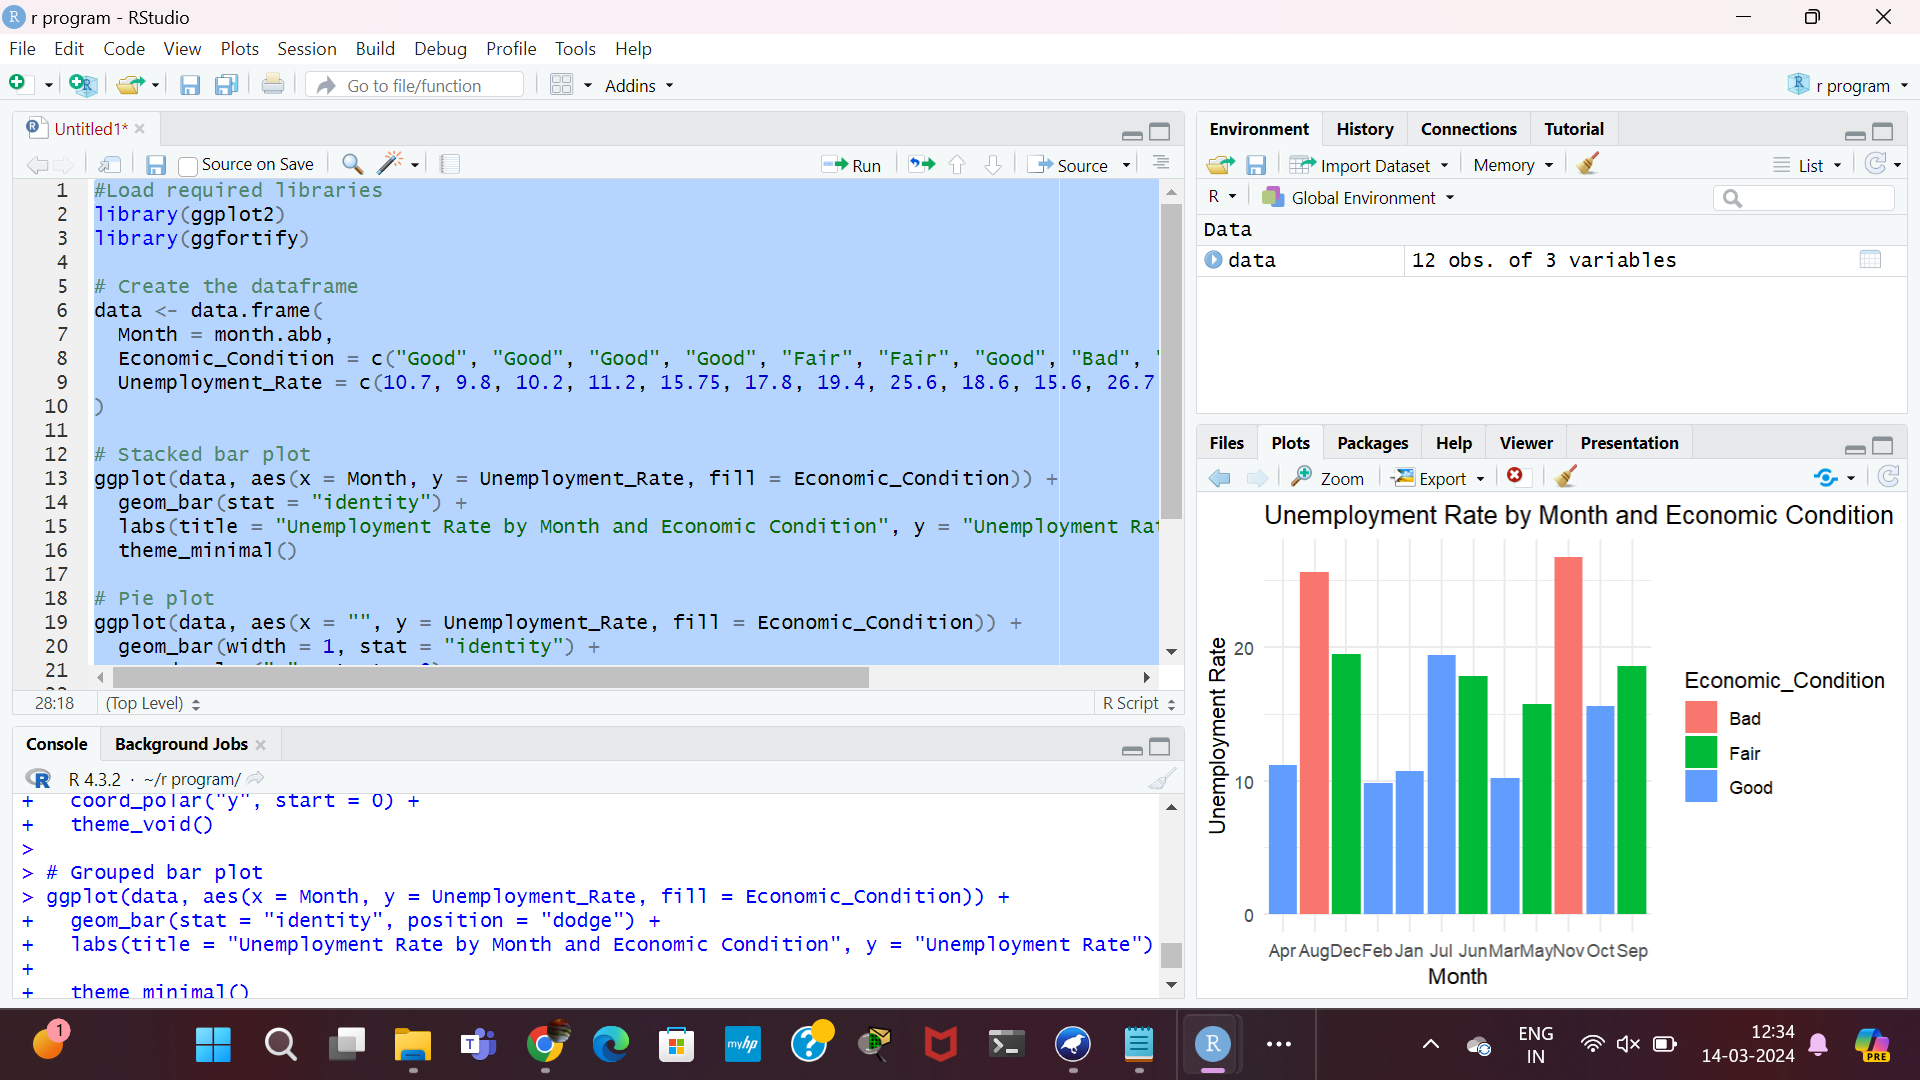 r program - RStudio
File Edit Code View Plots Session Build Debug Profile Tools Help
Go to file/function
Addins
r program
Untitled1*
Source on Save
Run
Source
1 #Load required libraries
2 library(ggplot2)
3 library(ggfortify)
4
5 # Create the dataframe
6 data <- data.frame(
7 Month = month.abb,
8 Economic_Condition = c("Good", "Good", "Good", "Good", "Fair", "Fair", "Good", "Bad", "
9 Unemployment_Rate = c(10.7, 9.8, 10.2, 11.2, 15.75, 17.8, 19.4, 25.6, 18.6, 15.6, 26.7
10 )
11
12 # Stacked bar plot
13 ggplot(data, aes(x = Month, y = Unemployment_Rate, fill = Economic_Condition)) +
14 geom_bar(stat = "identity") +
15 labs(title = "Unemployment Rate by Month and Economic Condition", y = "Unemployment Rat
16 theme_minimal()
17
18 # Pie plot
19 ggplot(data, aes(x = "", y = Unemployment_Rate, fill = Economic_Condition)) +
20 geom_bar(width = 1, stat = "identity") +
21
28:18 (Top Level) R Script
Console Background Jobs
R 4.3.2 · ~/r program/
+ coord_polar("y", start = 0) +
+ theme_void()
>
> # Grouped bar plot
> ggplot(data, aes(x = Month, y = Unemployment_Rate, fill = Economic_Condition)) +
+ geom_bar(stat = "identity", position = "dodge") +
+ labs(title = "Unemployment Rate by Month and Economic Condition", y = "Unemployment Rate")
+
+ theme_minimal()
Environment History Connections Tutorial
Import Dataset Memory List
R Global Environment
Data
data 12 obs. of 3 variables
Files Plots Packages Help Viewer Presentation
Zoom Export
Unemployment Rate by Month and Economic Condition
Unemployment Rate
20
10
0
Apr Aug Dec Feb Jan Jul Jun Mar May Nov Oct Sep
Month
Economic_Condition
Bad
Fair
Good
1
myhp
R
ENG
IN
12:34
14-03-2024
PRE